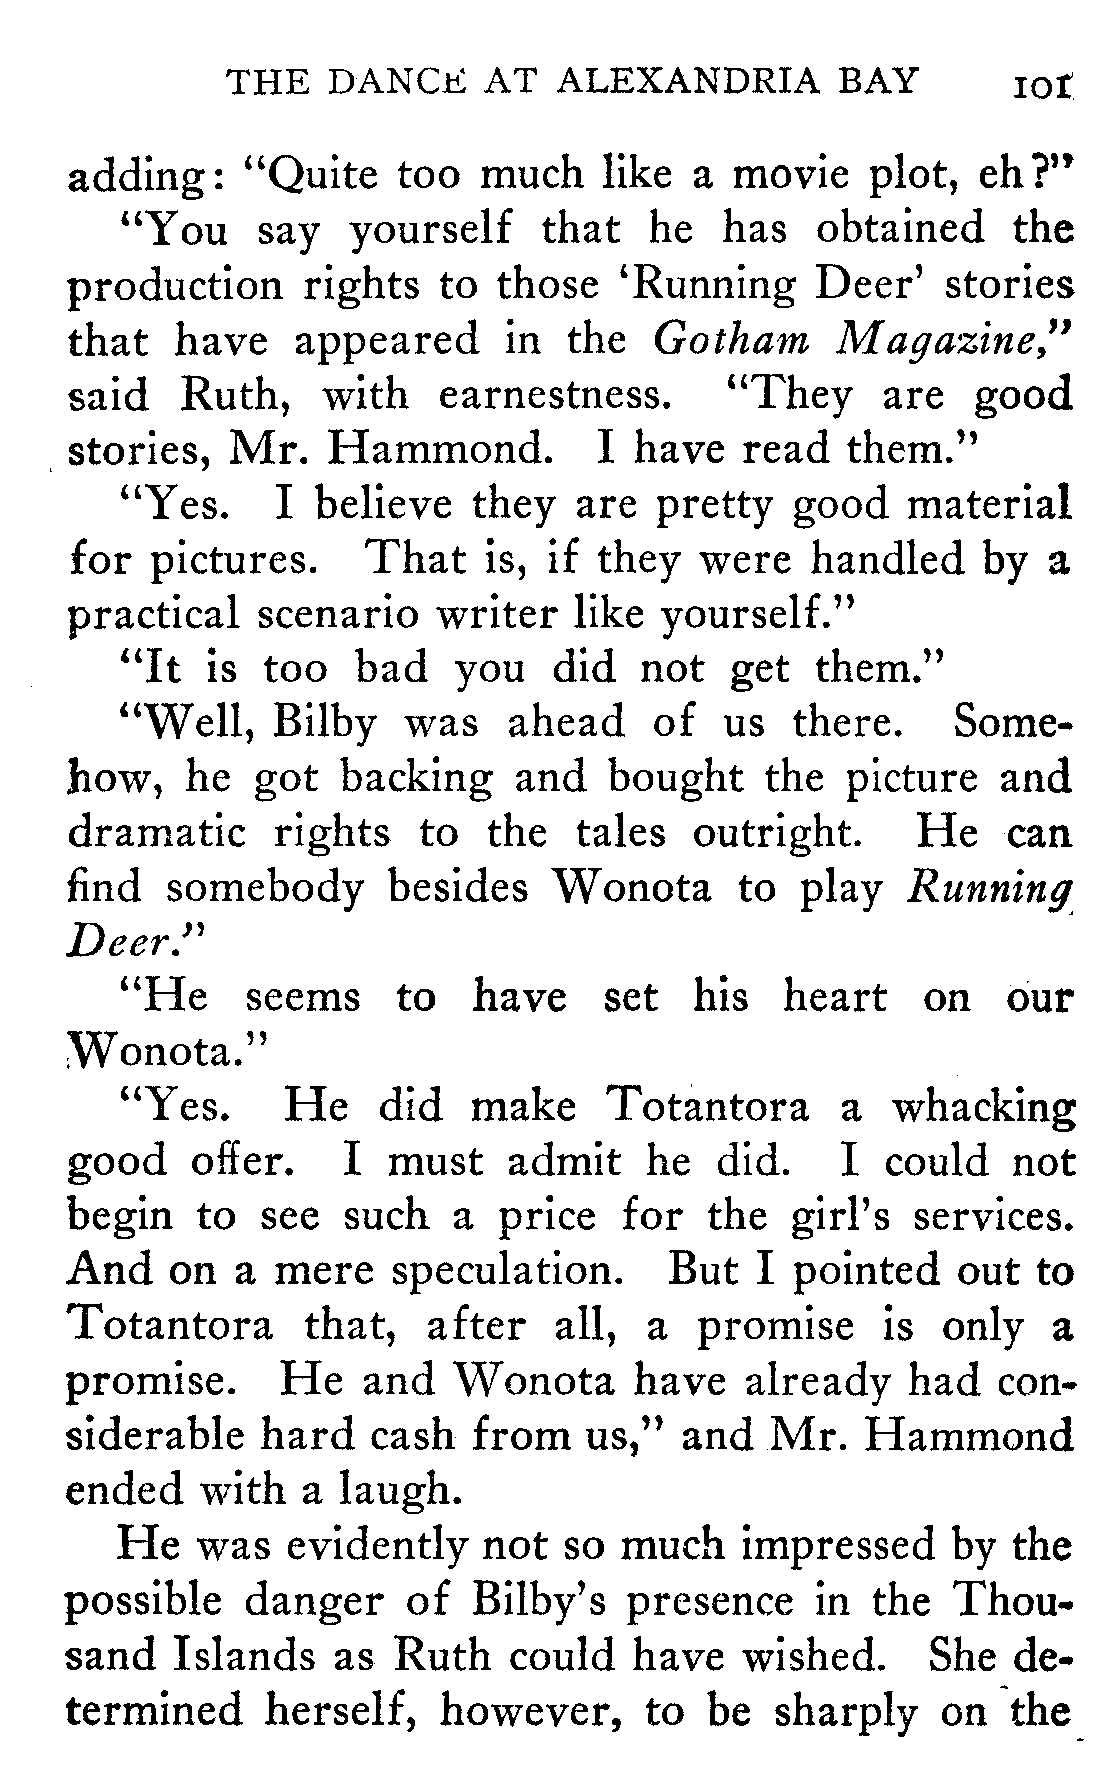 THE DANCE AT ALEXANDRIA BAY 101
adding: "Quite too much like a movie plot, eh?"
"You say yourself that he has obtained the
production rights to those 'Running Deer' stories
that have appeared in the Gotham Magazine,"
said Ruth, with earnestness. "They are good
stories, Mr. Hammond. I have read them."
"Yes. I believe they are pretty good material
for pictures. That is, if they were handled by a
practical scenario writer like yourself."
"It is too bad you did not get them."
"Well, Bilby was ahead of us there. Some-
how, he got backing and bought the picture and
dramatic rights to the tales outright. He can
find somebody besides Wonota to play Running
Deer."
"He seems to have set his heart on our
Wonota."
"Yes. He did make Totantora a whacking
good offer. I must admit he did. I could not
begin to see such a price for the girl's services.
And on a mere speculation. But I pointed out to
Totantora that, after all, a promise is only a
promise. He and Wonota have already had con-
siderable hard cash from us," and Mr. Hammond
ended with a laugh.
He was evidently not so much impressed by the
possible danger of Bilby's presence in the Thou-
sand Islands as Ruth could have wished. She de-
termined herself, however, to be sharply on the